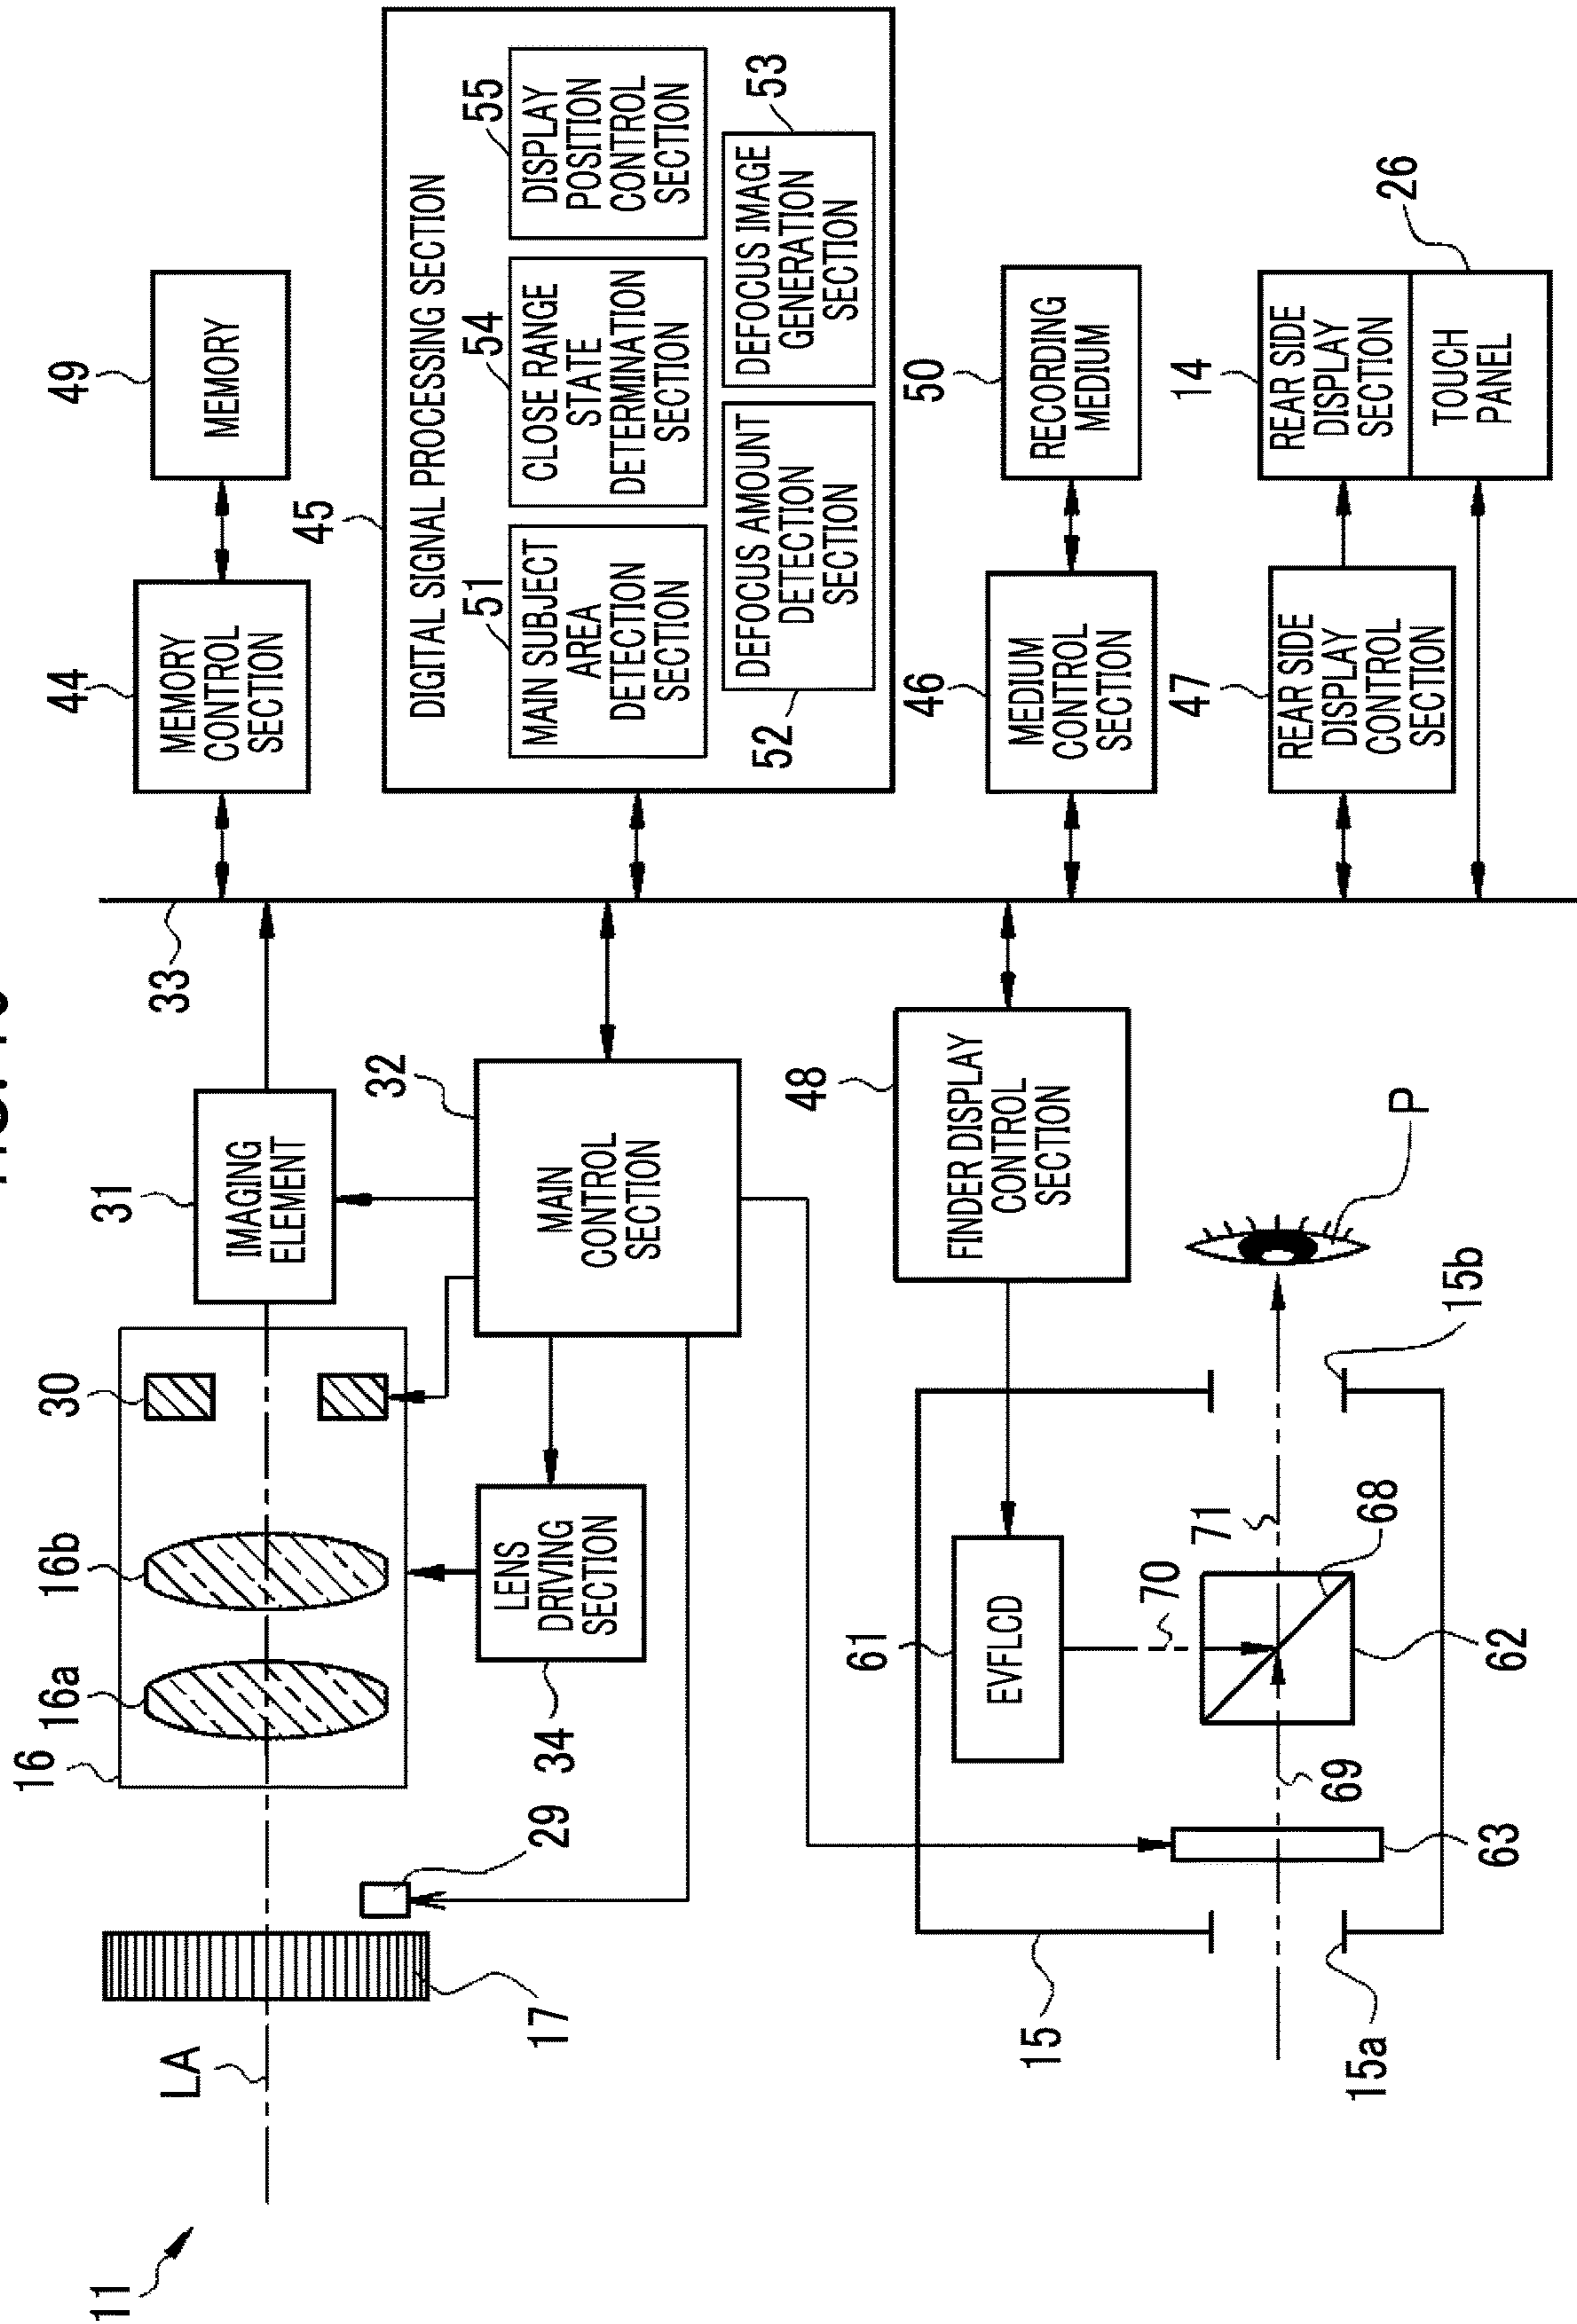 11
LA
17
29
16
16a
16b
30
31
IMAGING
ELEMENT
33
34
LENS
DRIVING
SECTION
32
MAIN
CONTROL
SECTION
44
MEMORY
CONTROL
SECTION
49
MEMORY
45
DIGITAL SIGNAL PROCESSING SECTION
51
MAIN SUBJECT
AREA
DETECTION
SECTION
54
CLOSE RANGE
STATE
DETERMINATION
SECTION
55
DISPLAY
POSITION
CONTROL
SECTION
52
DEFOCUS AMOUNT
DETECTION
SECTION
53
DEFOCUS IMAGE
GENERATION
SECTION
48
FINDER DISPLAY
CONTROL
SECTION
46
MEDIUM
CONTROL
SECTION
50
RECORDING
MEDIUM
47
REAR SIDE
DISPLAY
CONTROL
SECTION
14
REAR SIDE
DISPLAY
SECTION
26
TOUCH
PANEL
15
61
EVFLCD
70
71
69
68
62
63
15a
15b
P